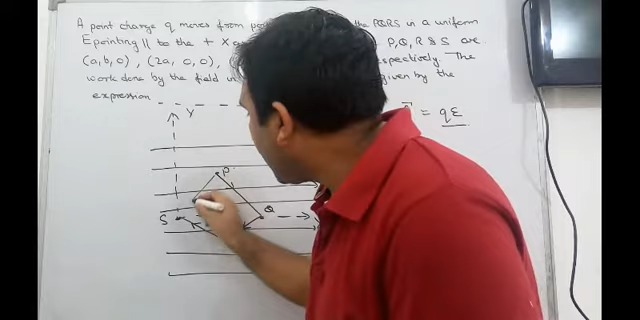 A point charge q moves from the PQRS in a uniform
E pointing || to the + X P, Q, R & S are
(a, b, 0), (2a, 0, 0), respectively. The
work done by the field in given by the
expression
Y
= qE
P
Q
S